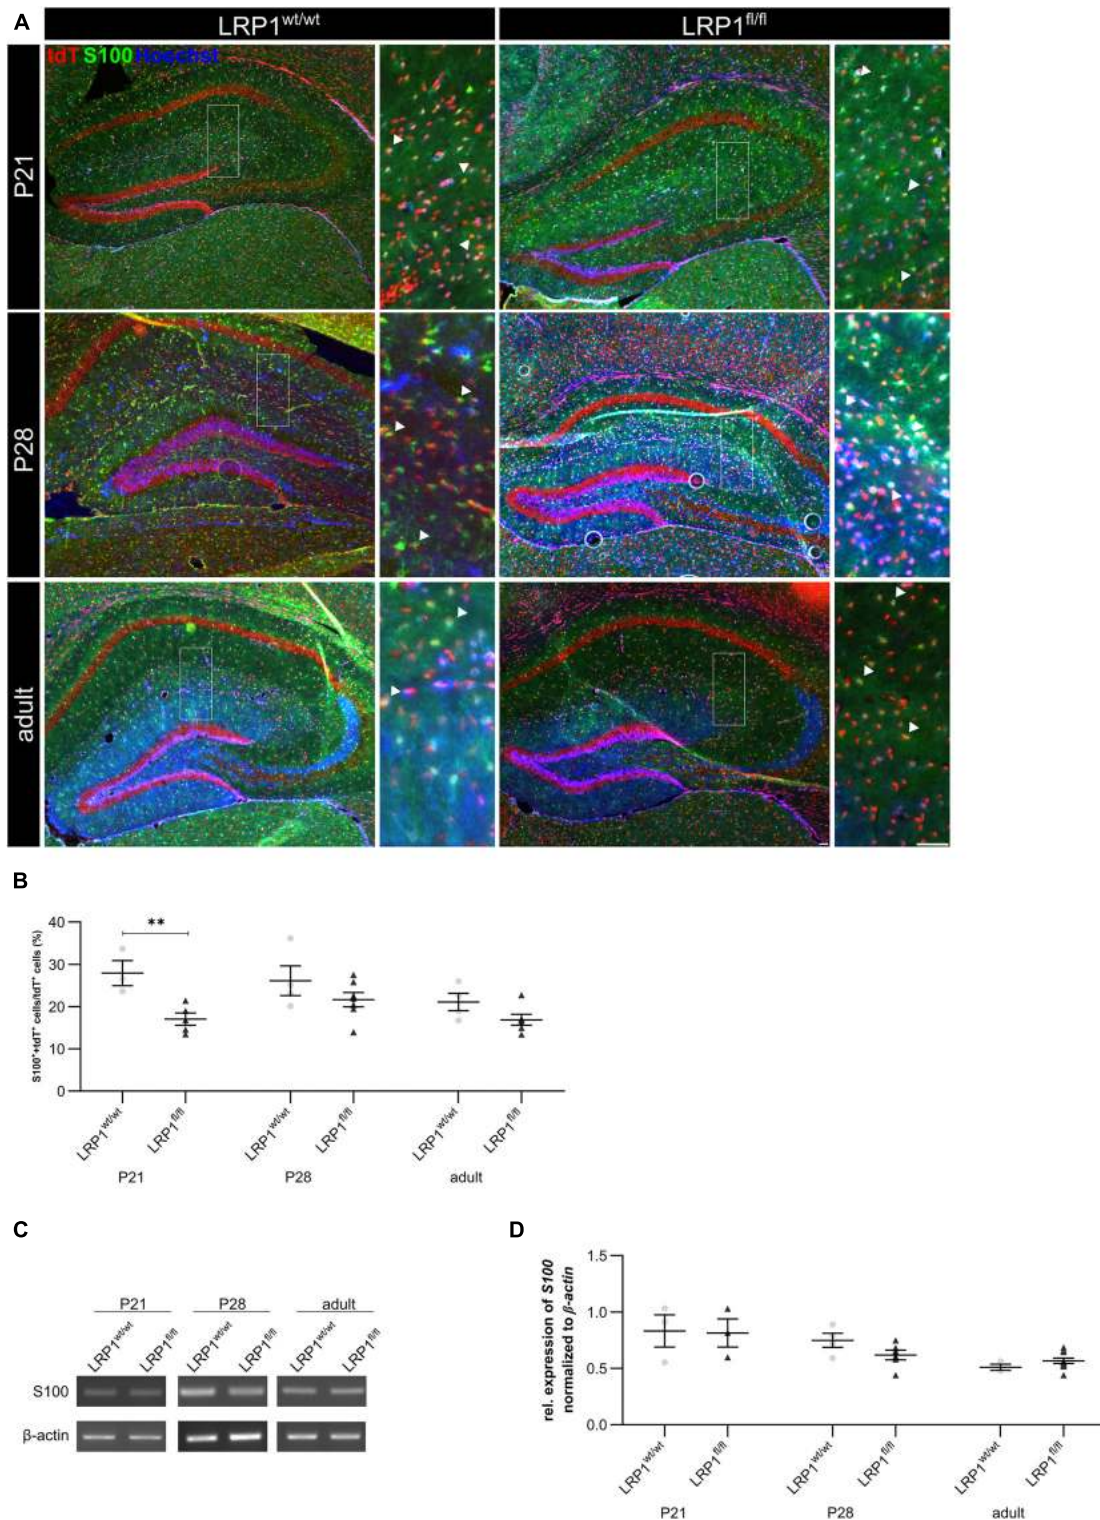 A
LRP1wt/wt
LRP1fl/fl
tdT S100 Hoechst
P21
P28
adult
B
S100⁺+tdT⁺ cells/tdT⁺ cells (%)
40
30
20
10
0
**
LRP1wt/wt
LRP1fl/fl
LRP1wt/wt
LRP1fl/fl
LRP1wt/wt
LRP1fl/fl
P21
P28
adult
C
P21
P28
adult
LRP1wt/wt
LRP1fl/fl
LRP1wt/wt
LRP1fl/fl
LRP1wt/wt
LRP1fl/fl
S100
β-actin
D
rel. expression of S100
normalized to β-actin
1.5
1.0
0.5
0.0
LRP1wt/wt
LRP1fl/fl
LRP1wt/wt
LRP1fl/fl
LRP1wt/wt
LRP1fl/fl
P21
P28
adult